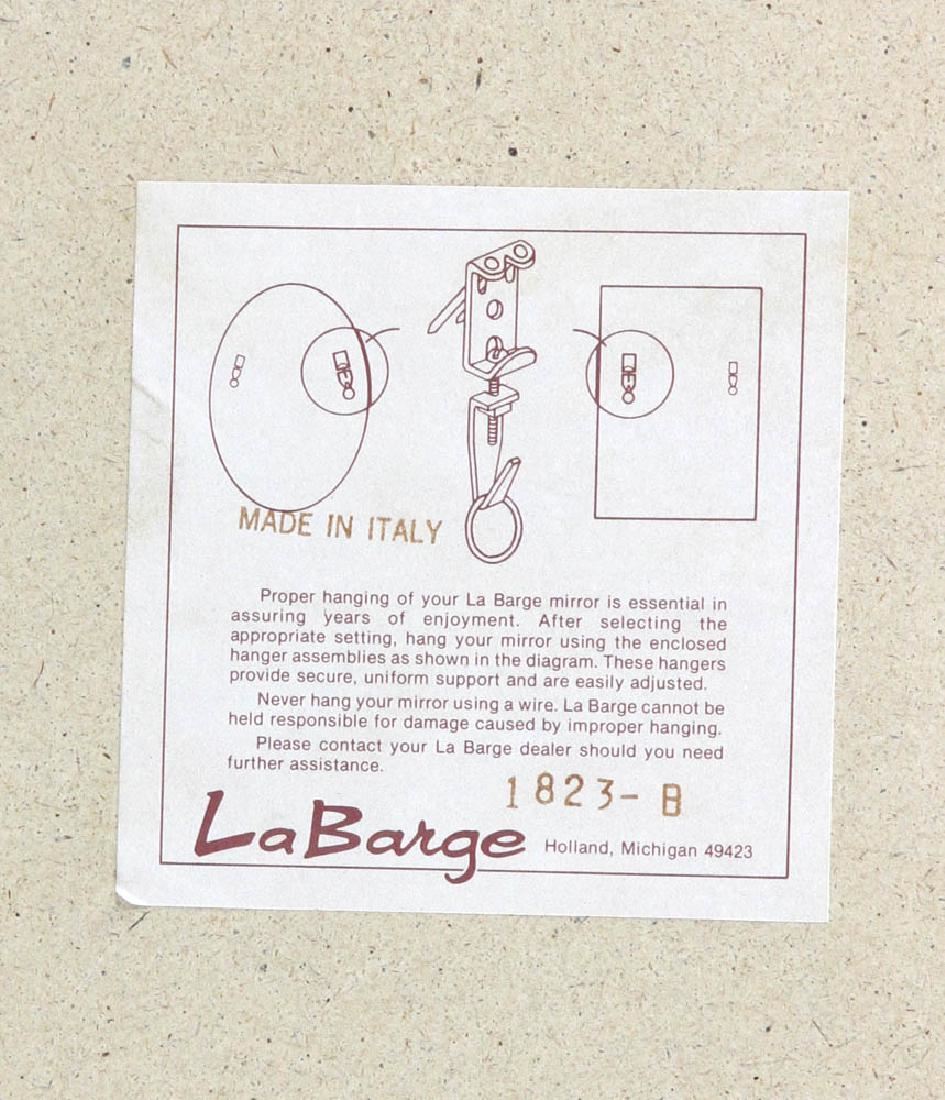 MADE IN ITALY
Proper hanging of your La Barge mirror is essential in
assuring years of enjoyment. After selecting the
appropriate setting, hang your mirror using the enclosed
hanger assemblies as shown in the diagram. These hangers
provide secure, uniform support and are easily adjusted.
Never hang your mirror using a wire. La Barge cannot be
held responsible for damage caused by improper hanging.
Please contact your La Barge dealer should you need
further assistance.
1823-B
LaBarge Holland, Michigan 49423